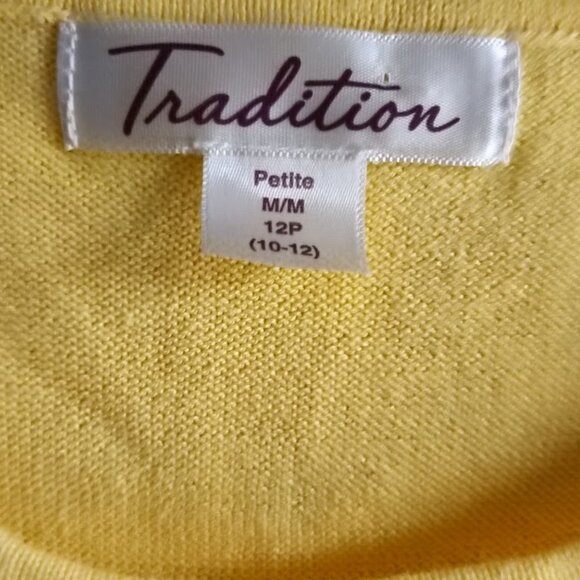 Tradition
Petite
M/M
12P
(10-12)